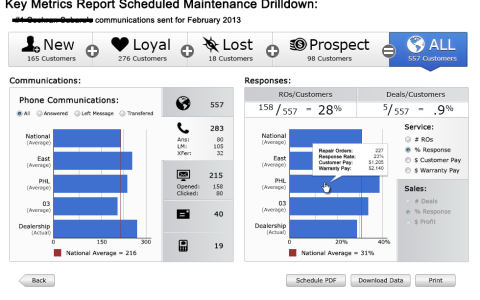 Key Metrics Report Scheduled Maintenance Drilldown:
communications sent for February 2013
New
165 Customers
Loyal
276 Customers
Lost
18 Customers
Prospect
98 Customers
ALL
557 Customers
Communications:
Phone Communications:
All Answered Left Message Transfered
National
(Average)
East
(Average)
PHL
(Average)
03
(Average)
Dealership
(Actual)
0 150 300
National Average = 216
557
283
Ans: 80
LM: 105
XFer: 32
215
Opened: 158
Clicked: 80
40
19
Responses:
ROs/Customers
158/557 = 28%
Deals/Customers
5/557 = .9%
National
(Average)
East
(Average)
PHL
(Average)
03
(Average)
Dealership
(Actual)
Repair Orders: 227
Response Rate: 23%
Customer Pay: $1,205
Warranty Pay: $2,140
0 20% 40%
National Average = 31%
Service:
# ROs
% Response
$ Customer Pay
$ Warranty Pay
Sales:
# Deals
% Response
$ Profit
Back
Schedule PDF
Download Data
Print